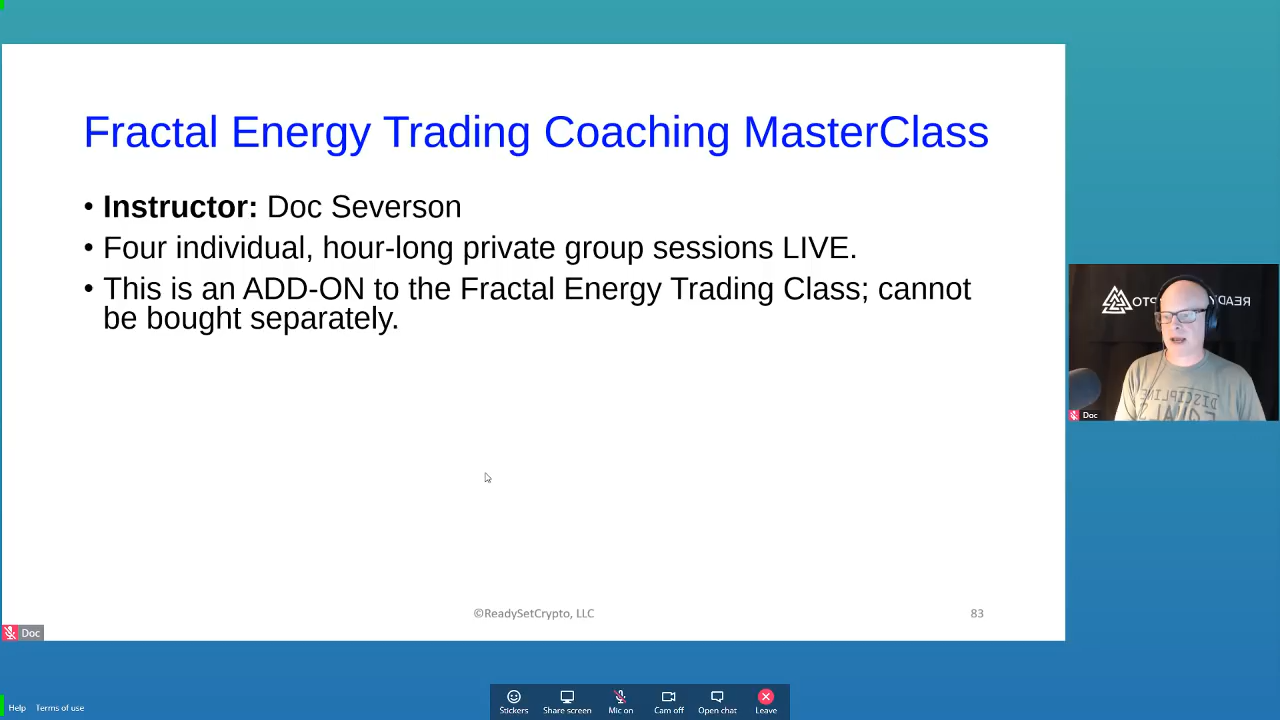 Fractal Energy Trading Coaching MasterClass
• Instructor: Doc Severson
• Four individual, hour-long private group sessions LIVE.
• This is an ADD-ON to the Fractal Energy Trading Class; cannot
be bought separately.
©ReadySetCrypto, LLC
83
Doc
DISCIPLINE
EQUALS
Doc
Help
Terms of use
Stickers
Share screen
Mic on
Cam off
Open chat
Leave